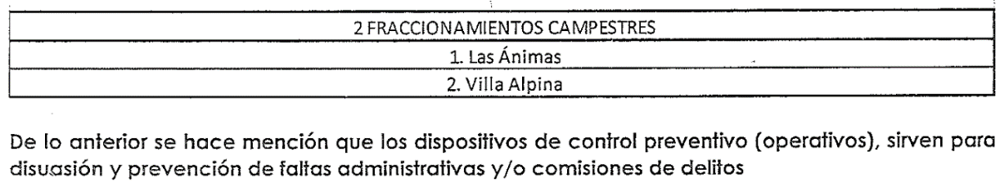 2 FRACCIONAMIENTOS CAMPESTRES
1. Las Ánimas
2. Villa Alpina
De lo anterior se hace mención que los dispositivos de control preventivo (operativos), sirven para
disuasión y prevención de faltas administrativas y/o comisiones de delitos